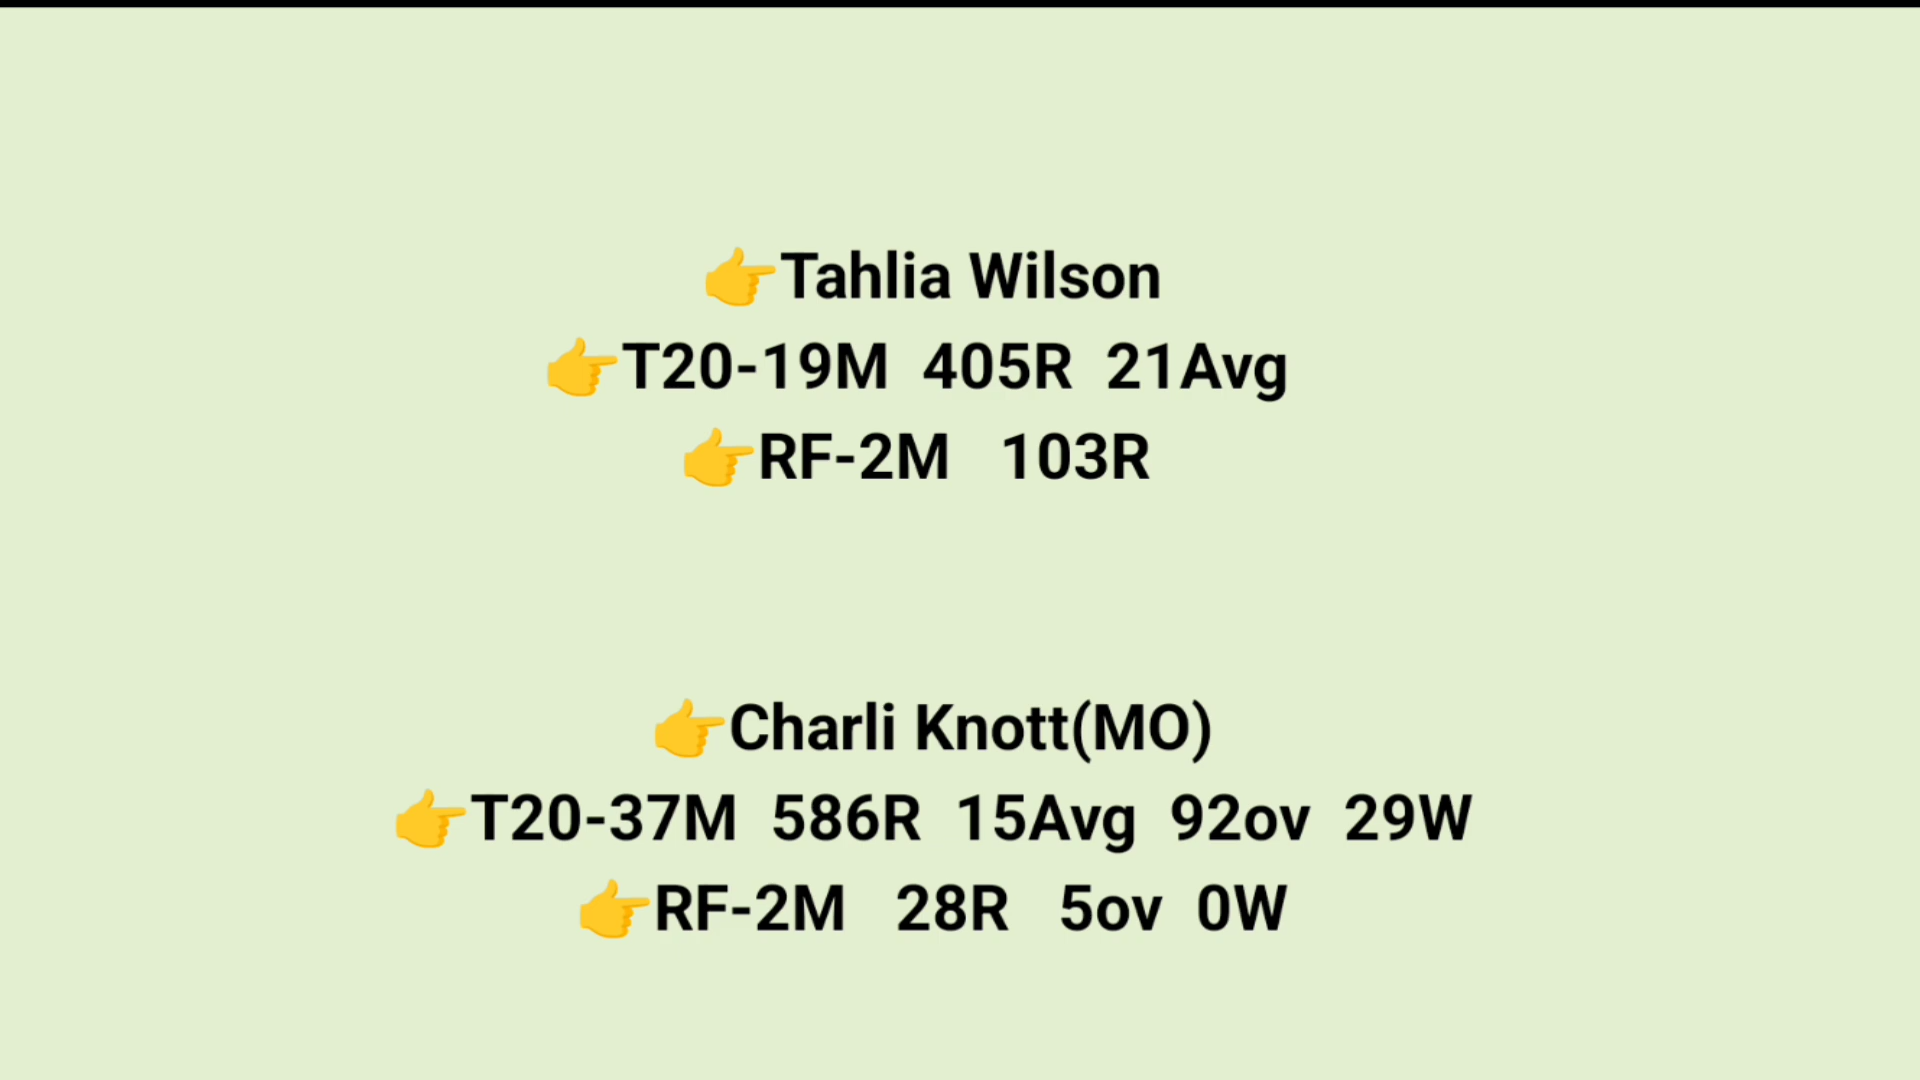 👉Tahlia Wilson
👉T20-19M 405R 21Avg
👉RF-2M 103R
👉Charli Knott(MO)
👉T20-37M 586R 15Avg 92ov 29W
👉RF-2M 28R 5ov 0W